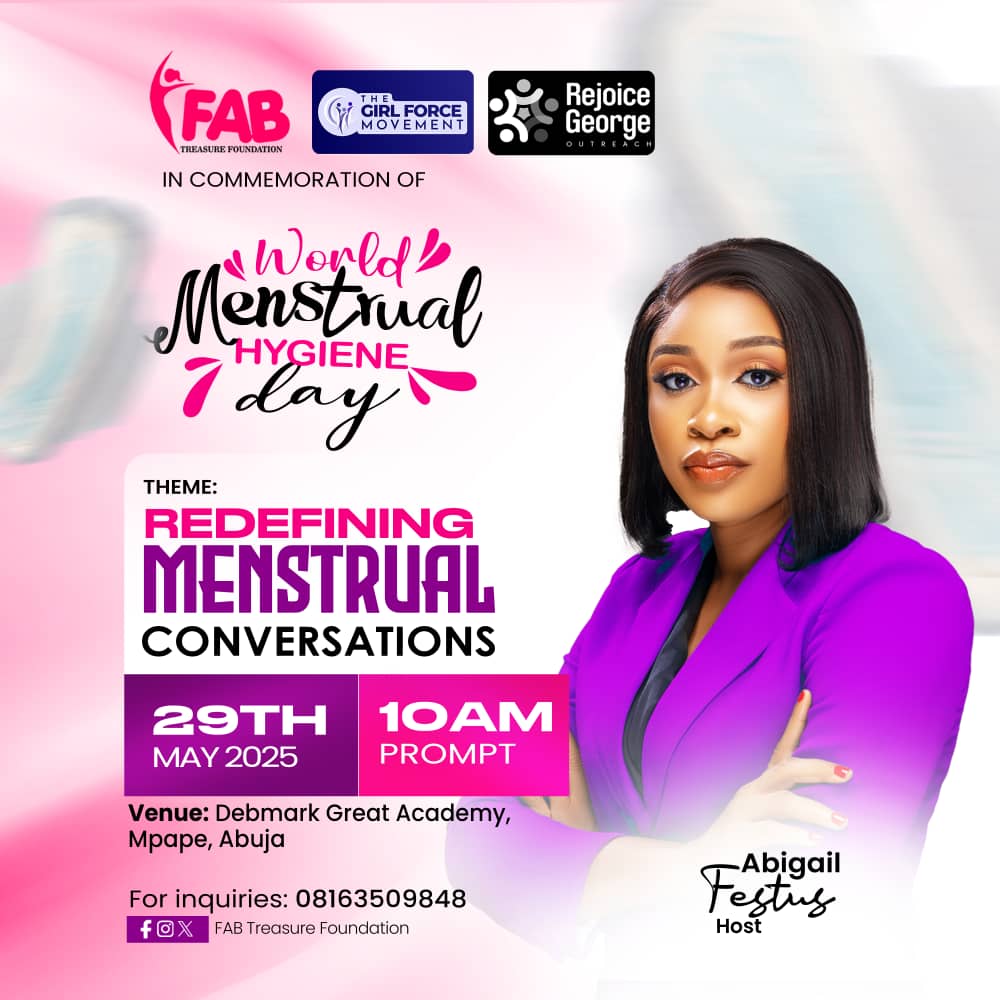 FAB
TREASURE FOUNDATION
THE
GIRL FORCE
MOVEMENT
Rejoice
George
OUTREACH
IN COMMEMORATION OF
World
Menstrual
HYGIENE
day
THEME:
REDEFINING
MENSTRUAL
CONVERSATIONS
29TH
MAY 2025
10AM
PROMPT
Venue: Debmark Great Academy,
Mpape, Abuja
For inquiries: 08163509848
FAB Treasure Foundation
Abigail
Festus
Host